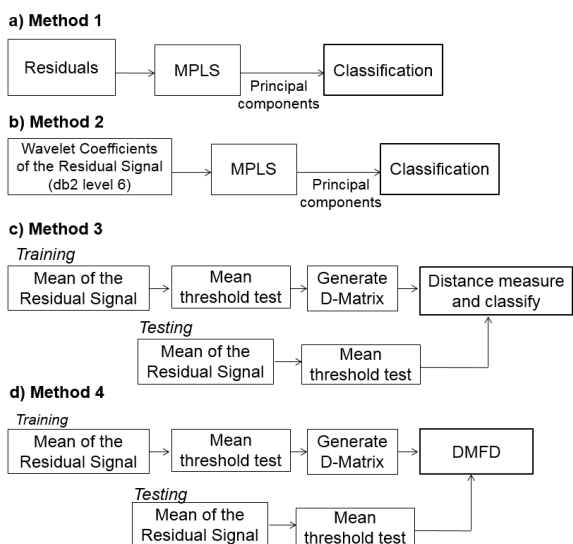 a) Method 1
Residuals
MPLS
Principal
components
Classification
b) Method 2
Wavelet Coefficients
of the Residual Signal
(db2 level 6)
MPLS
Principal
components
Classification
c) Method 3
Training
Mean of the
Residual Signal
Mean
threshold test
Generate
D-Matrix
Distance measure
and classify
Testing
Mean of the
Residual Signal
Mean
threshold test
d) Method 4
Training
Mean of the
Residual Signal
Mean
threshold test
Generate
D-Matrix
DMFD
Testing
Mean of the
Residual Signal
Mean
threshold test